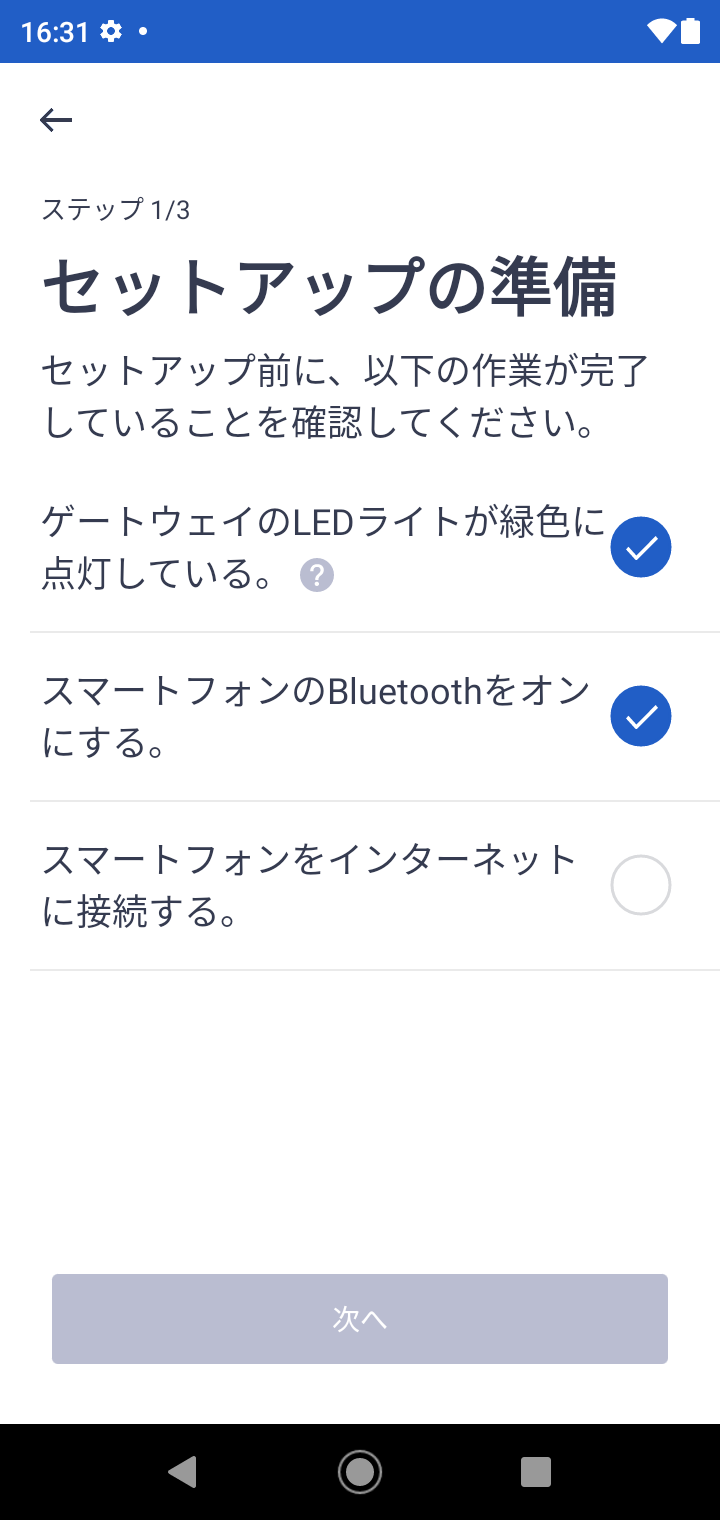 16:31
ステップ 1/3
セットアップの準備
セットアップ前に、以下の作業が完了
していることを確認してください。
ゲートウェイのLEDライトが緑色に
点灯している。 ?
スマートフォンのBluetoothをオン
にする。
スマートフォンをインターネット
に接続する。
次へ